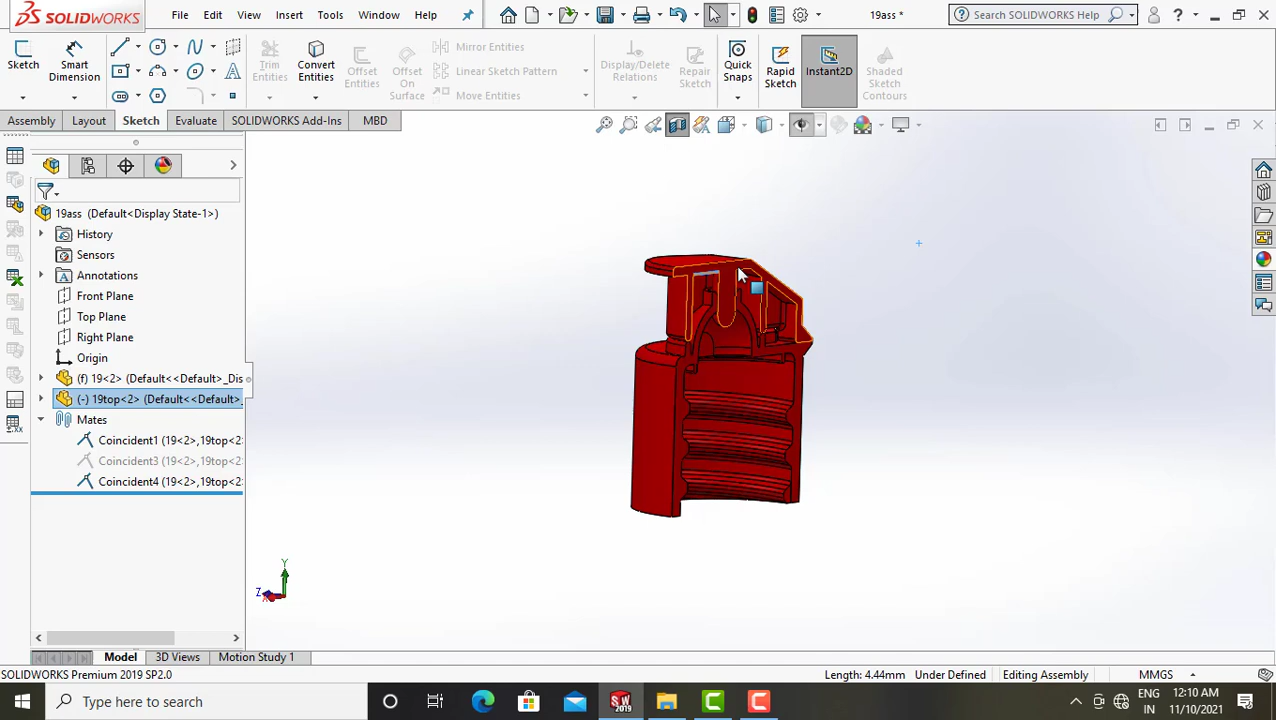 SOLIDWORKS
File
Edit
View
Insert
Tools
Window
Help
19ass *
Search SOLIDWORKS Help
Sketch
Smart
Dimension
Trim
Entities
Convert
Entities
Offset
Entities
Offset
On
Surface
Mirror Entities
Linear Sketch Pattern
Move Entities
Display/Delete
Relations
Repair
Sketch
Quick
Snaps
Rapid
Sketch
Instant2D
Shaded
Sketch
Contours
Assembly
Layout
Sketch
Evaluate
SOLIDWORKS Add-Ins
MBD
19ass (Default<Display State-1>)
History
Sensors
Annotations
Front Plane
Top Plane
Right Plane
Origin
(f) 19<2> (Default<<Default>_Dis
(-) 19top<2> (Default<<Default>_
Mates
Coincident1 (19<2>,19top<2
Coincident3 (19<2>,19top<2
Coincident4 (19<2>,19top<2
Y
Z
X
Model
3D Views
Motion Study 1
SOLIDWORKS Premium 2019 SP2.0
Length: 4.44mm
Under Defined
Editing Assembly
MMGS
Type here to search
SW
2019
ENG
IN
12:10 AM
11/10/2021